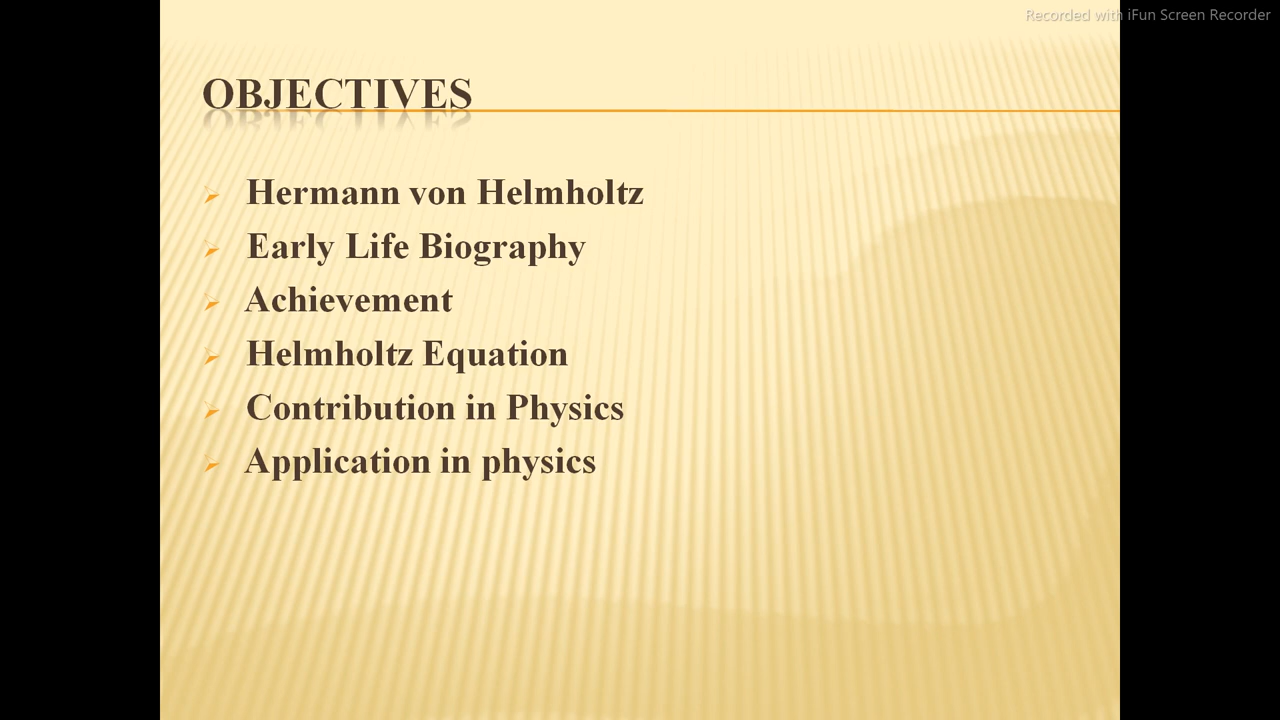 Recorded with iFun Screen Recorder
OBJECTIVES
Hermann von Helmholtz
Early Life Biography
Achievement
Helmholtz Equation
Contribution in Physics
Application in physics